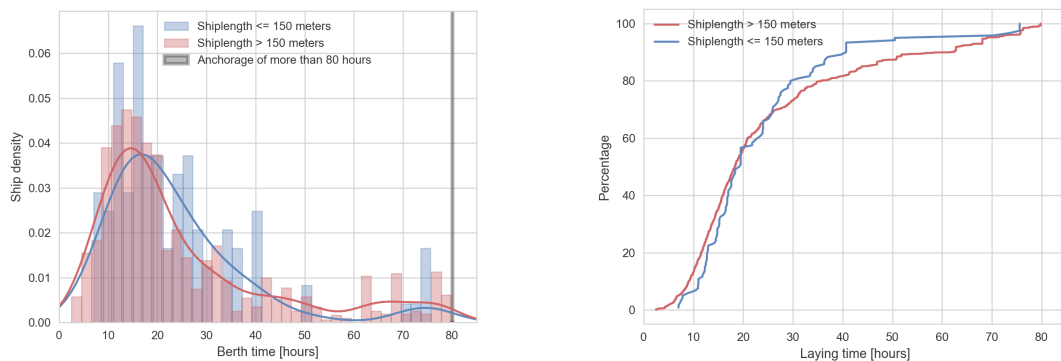 Shiplength <= 150 meters
Shiplength > 150 meters
Anchorage of more than 80 hours
Ship density
0.06
0.05
0.04
0.03
0.02
0.01
0.00
0 10 20 30 40 50 60 70 80
Berth time [hours]
Shiplength > 150 meters
Shiplength <= 150 meters
Percentage
100
80
60
40
20
0
0 10 20 30 40 50 60 70 80
Laying time [hours]